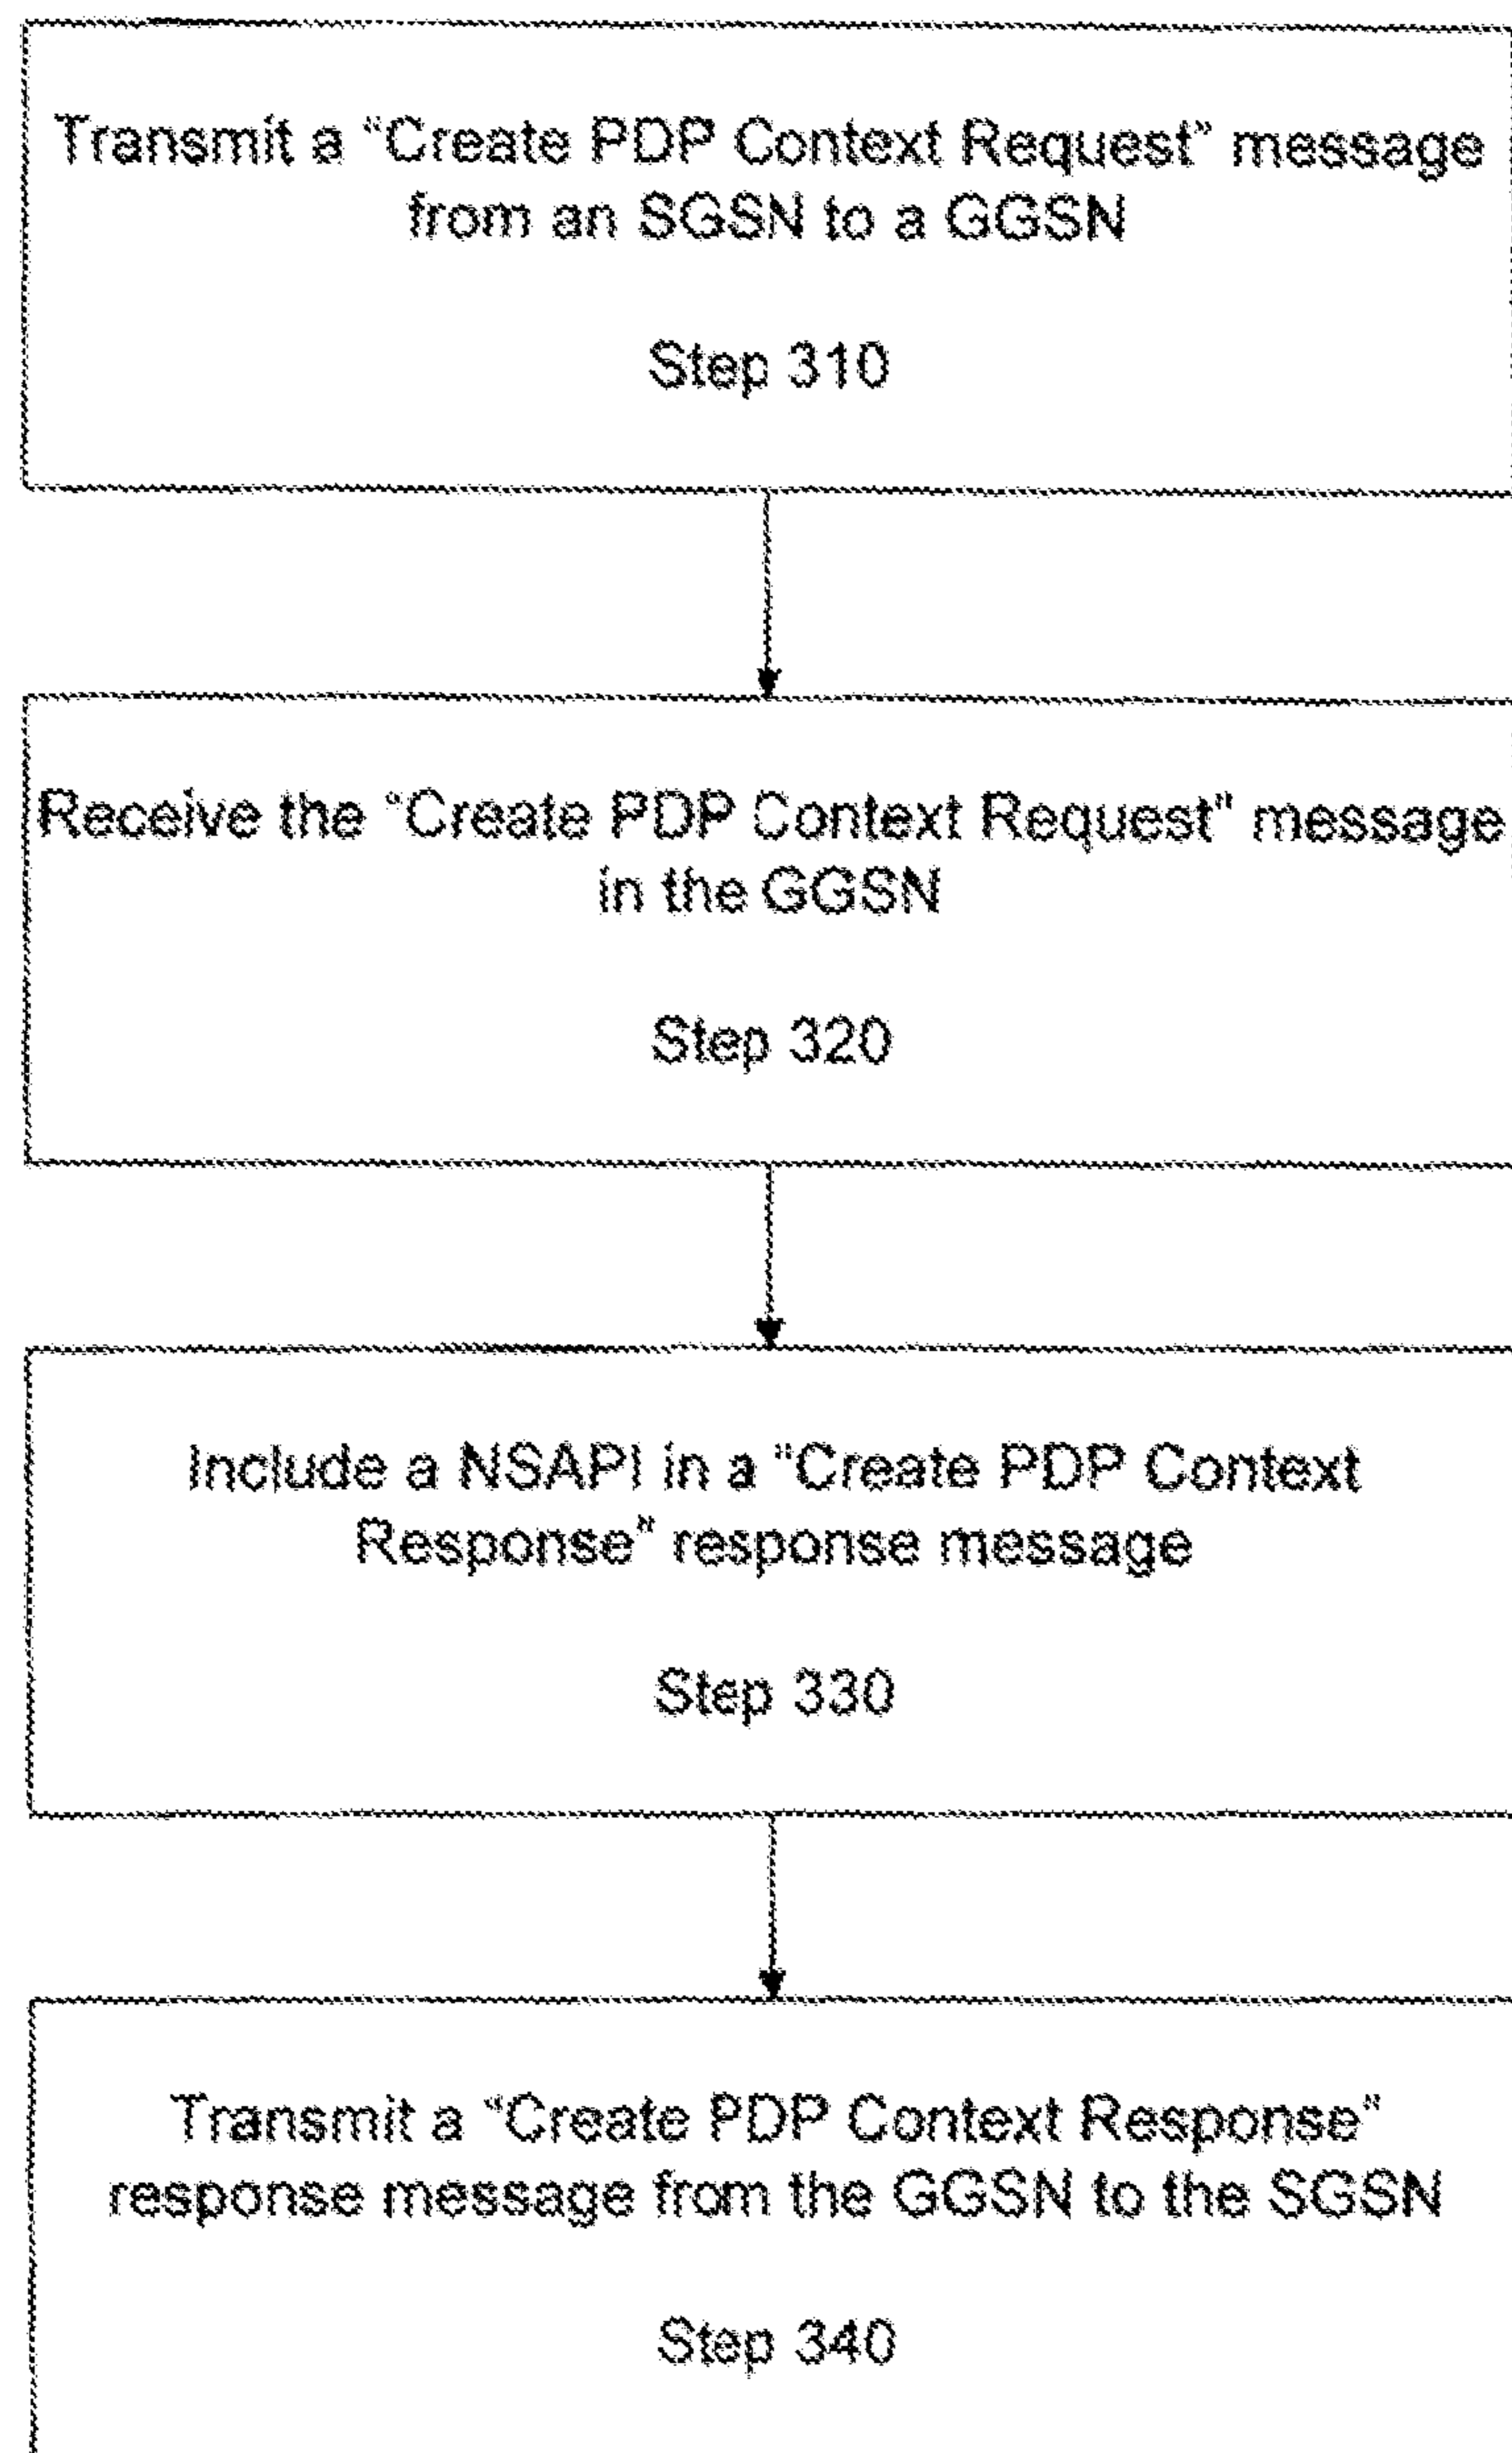 Transmit a “Create PDP Context Request” message
from an SGSN to a GGSN
Step 310
Receive the “Create PDP Context Request” message
in the GGSN
Step 320
Include a NSAPI in a “Create PDP Context
Response” response message
Step 330
Transmit a “Create PDP Context Response”
response message from the GGSN to the SGSN
Step 340